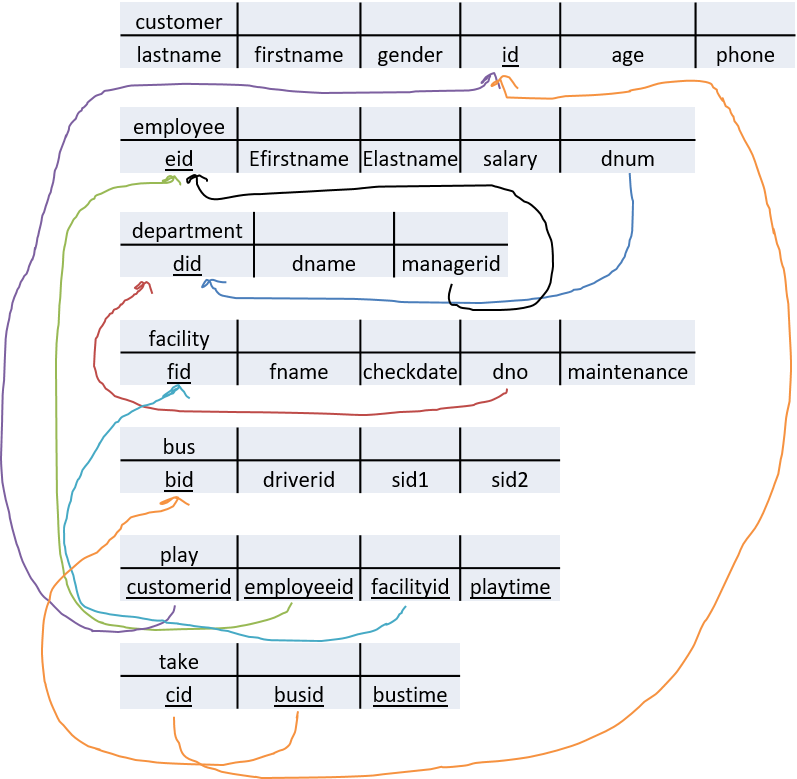 customer
lastname firstname gender id age phone
employee
eid Efirstname Elastname salary dnum
department
did dname managerid
facility
fid fname checkdate dno maintenance
bus
bid driverid sid1 sid2
play
customerid employeeid facilityid playtime
take
cid busid bustime